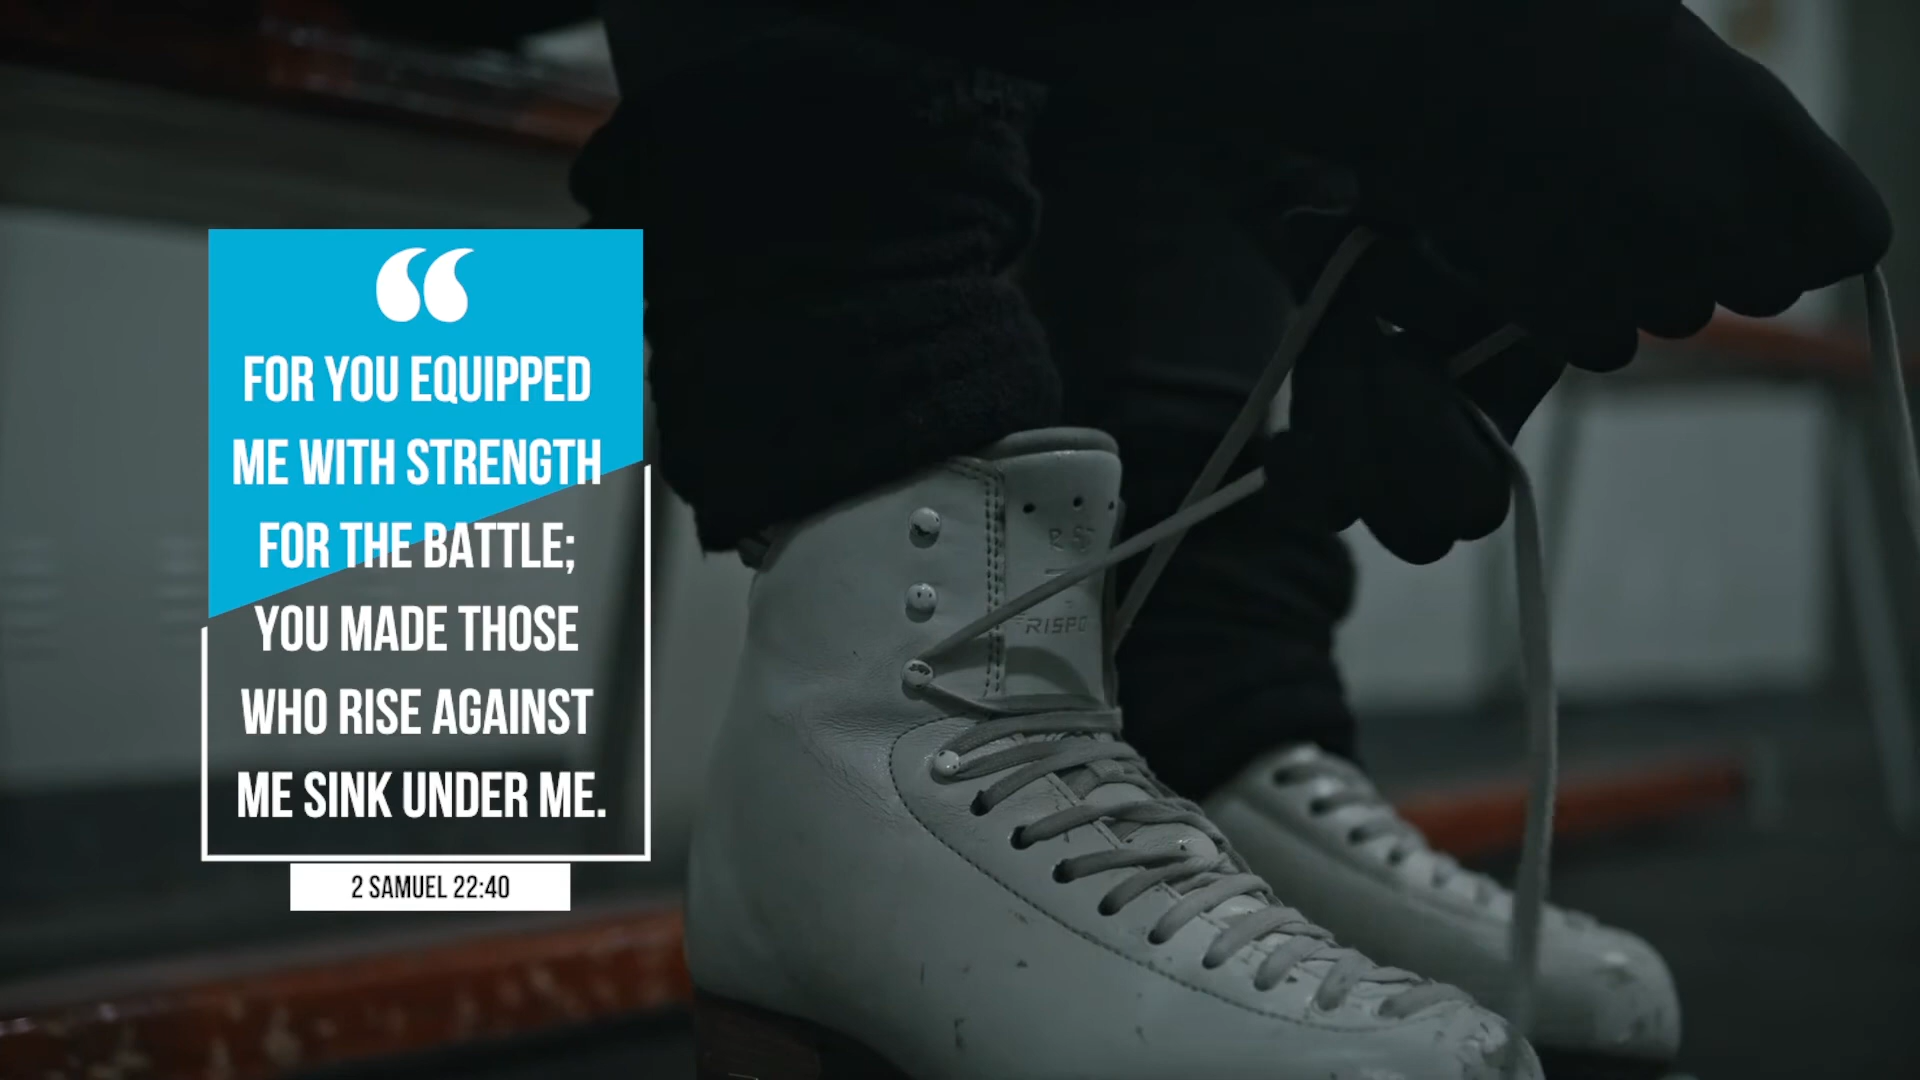 FOR YOU EQUIPPED
ME WITH STRENGTH
FOR THE BATTLE;
YOU MADE THOSE
WHO RISE AGAINST
ME SINK UNDER ME.
2 SAMUEL 22:40